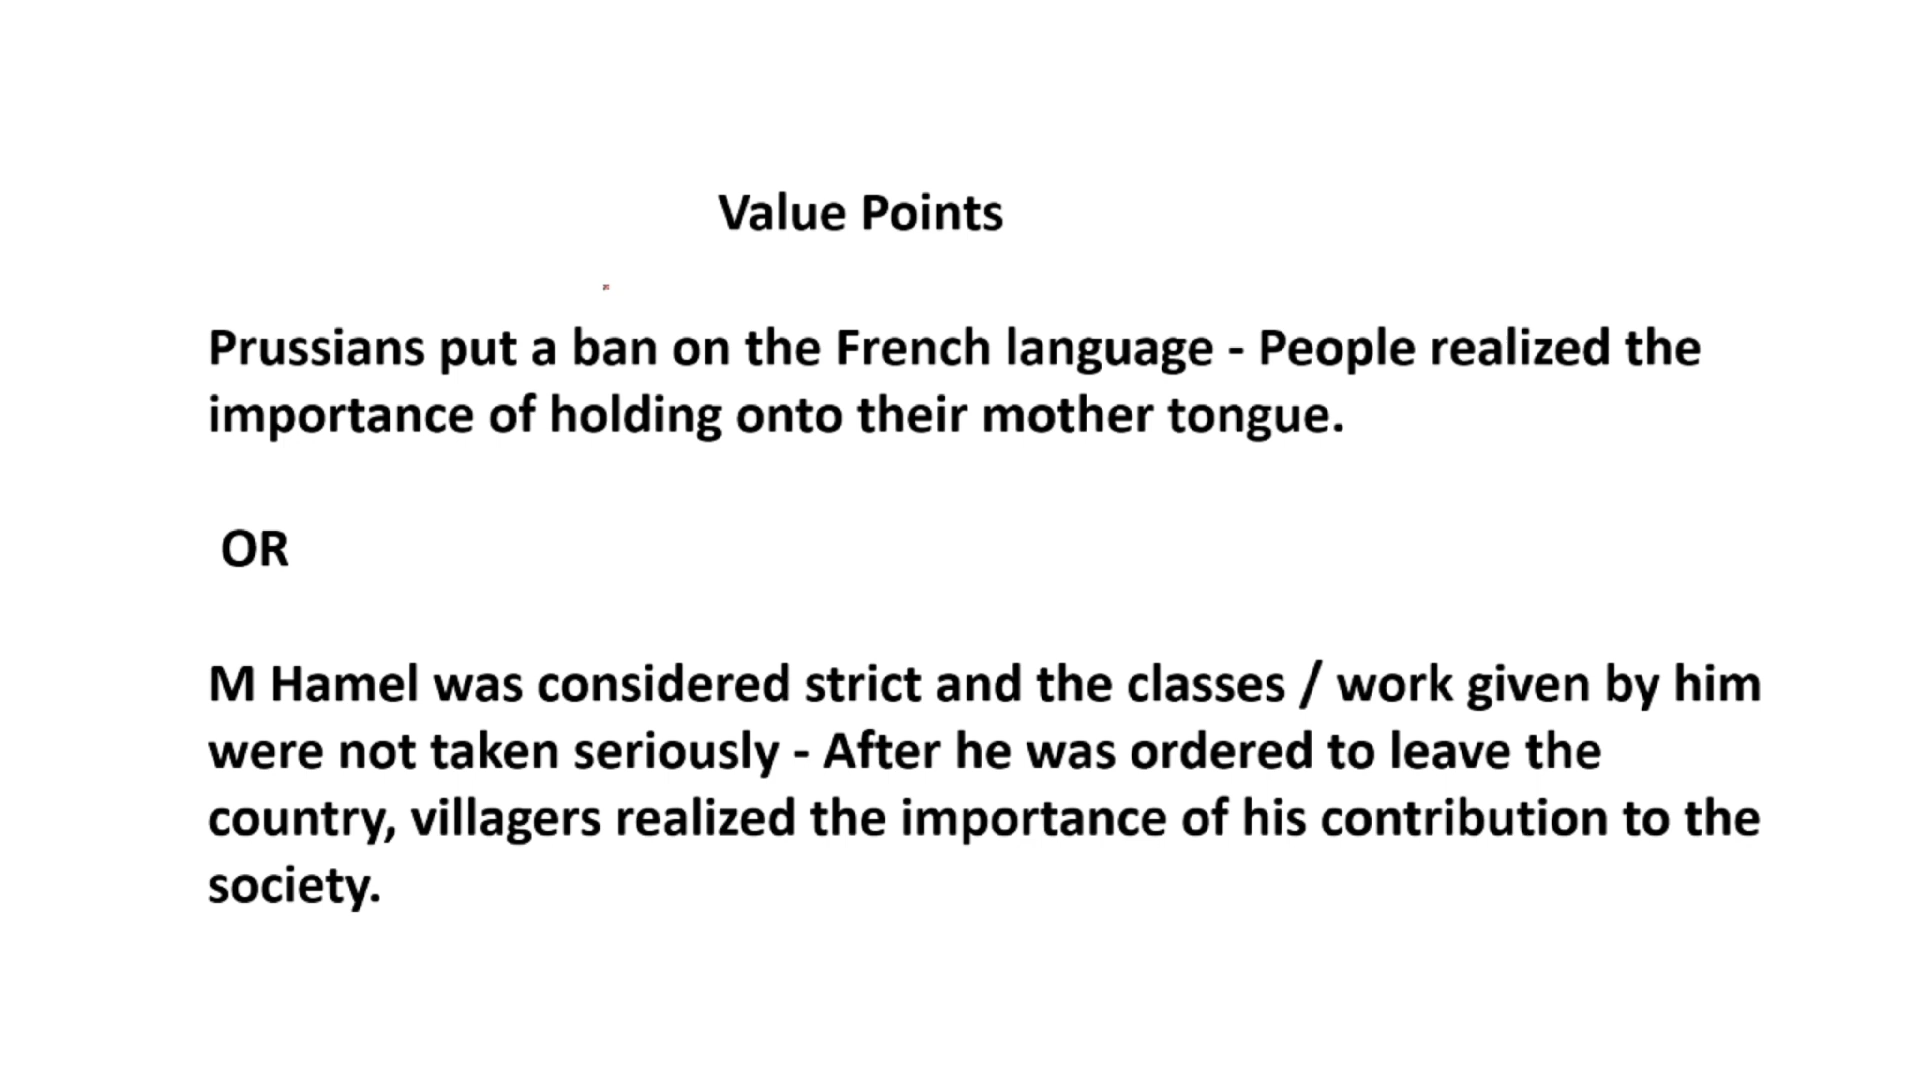 Value Points
Prussians put a ban on the French language - People realized the
importance of holding onto their mother tongue.
OR
M Hamel was considered strict and the classes / work given by him
were not taken seriously - After he was ordered to leave the
country, villagers realized the importance of his contribution to the
society.